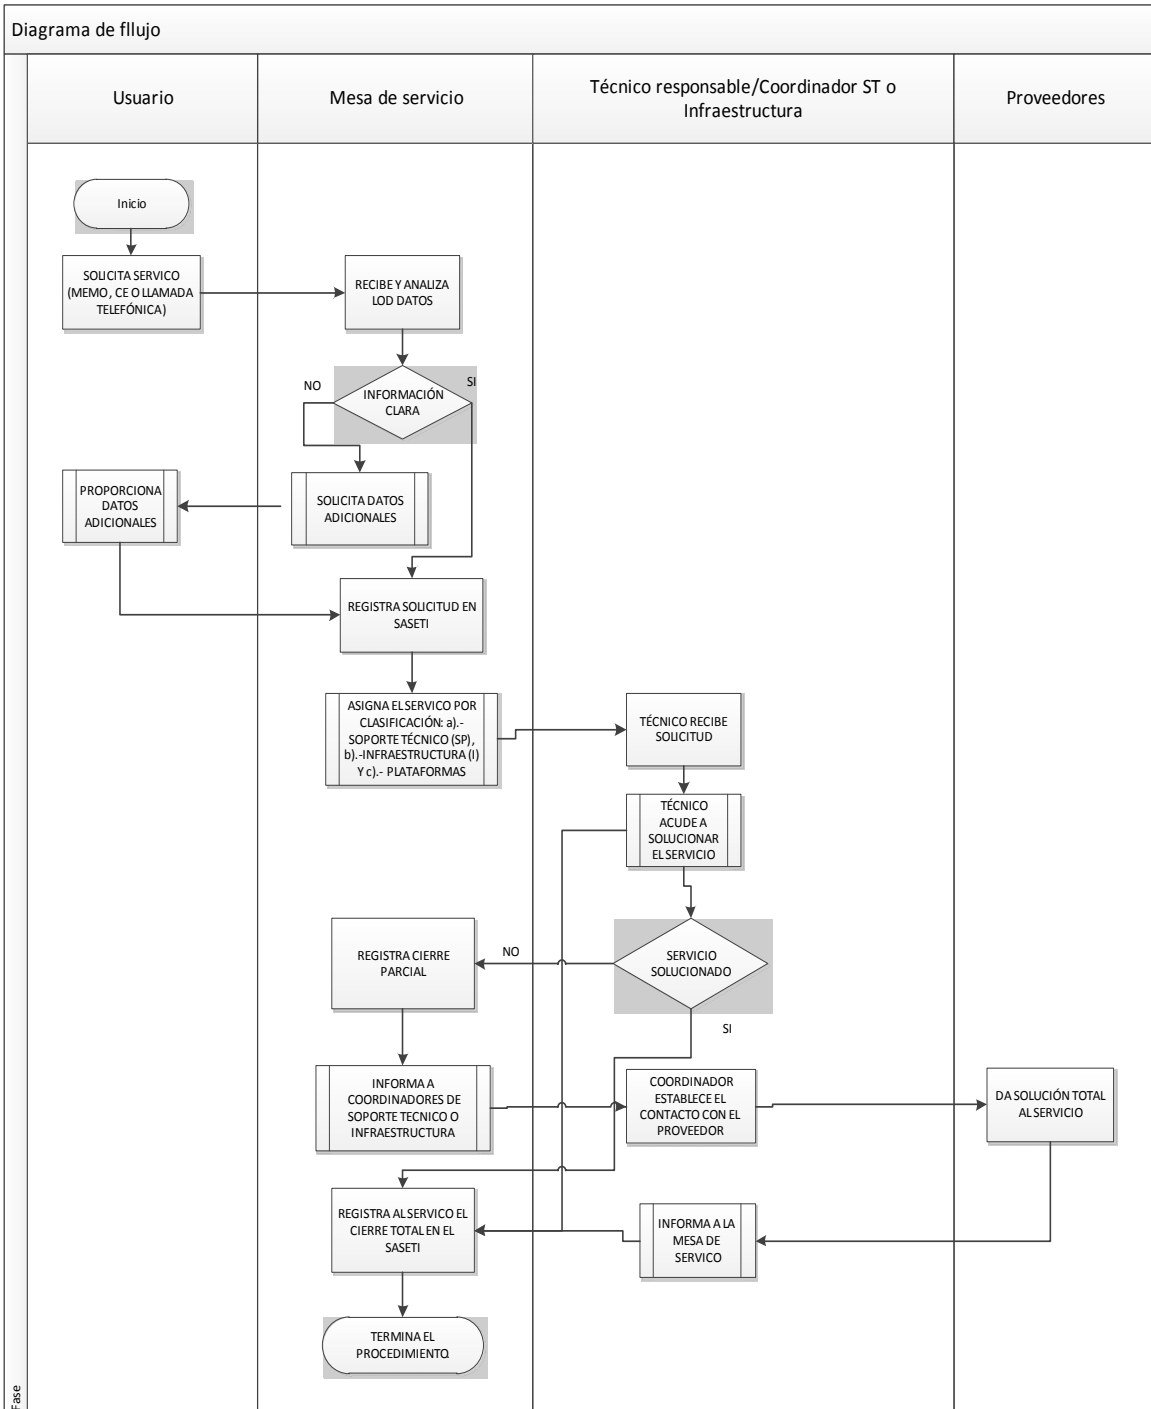 Diagrama de fllujo
Usuario
Mesa de servicio
Técnico responsable/Coordinador ST o
Infraestructura
Proveedores
Inicio
SOLICITA SERVICO
(MEMO, CE O LLAMADA
TELEFÓNICA)
RECIBE Y ANALIZA
LOD DATOS
NO
SI
INFORMACIÓN
CLARA
PROPORCIONA
DATOS
ADICIONALES
SOLICITA DATOS
ADICIONALES
REGISTRA SOLICITUD EN
SASETI
ASIGNA EL SERVICO POR
CLASIFICACIÓN: a).-
SOPORTE TÉCNICO (SP),
b).-INFRAESTRUCTURA (I)
Y c).- PLATAFORMAS
TÉCNICO RECIBE
SOLICITUD
TÉCNICO
ACUDE A
SOLUCIONAR
EL SERVICIO
REGISTRA CIERRE
PARCIAL
NO
SERVICIO
SOLUCIONADO
SI
INFORMA A
COORDINADORES DE
SOPORTE TECNICO O
INFRAESTRUCTURA
COORDINADOR
ESTABLECE EL
CONTACTO CON EL
PROVEEDOR
DA SOLUCIÓN TOTAL
AL SERVICIO
REGISTRA AL SERVICO EL
CIERRE TOTAL EN EL
SASETI
INFORMA A LA
MESA DE
SERVICO
TERMINA EL
PROCEDIMIENTO.
Fase